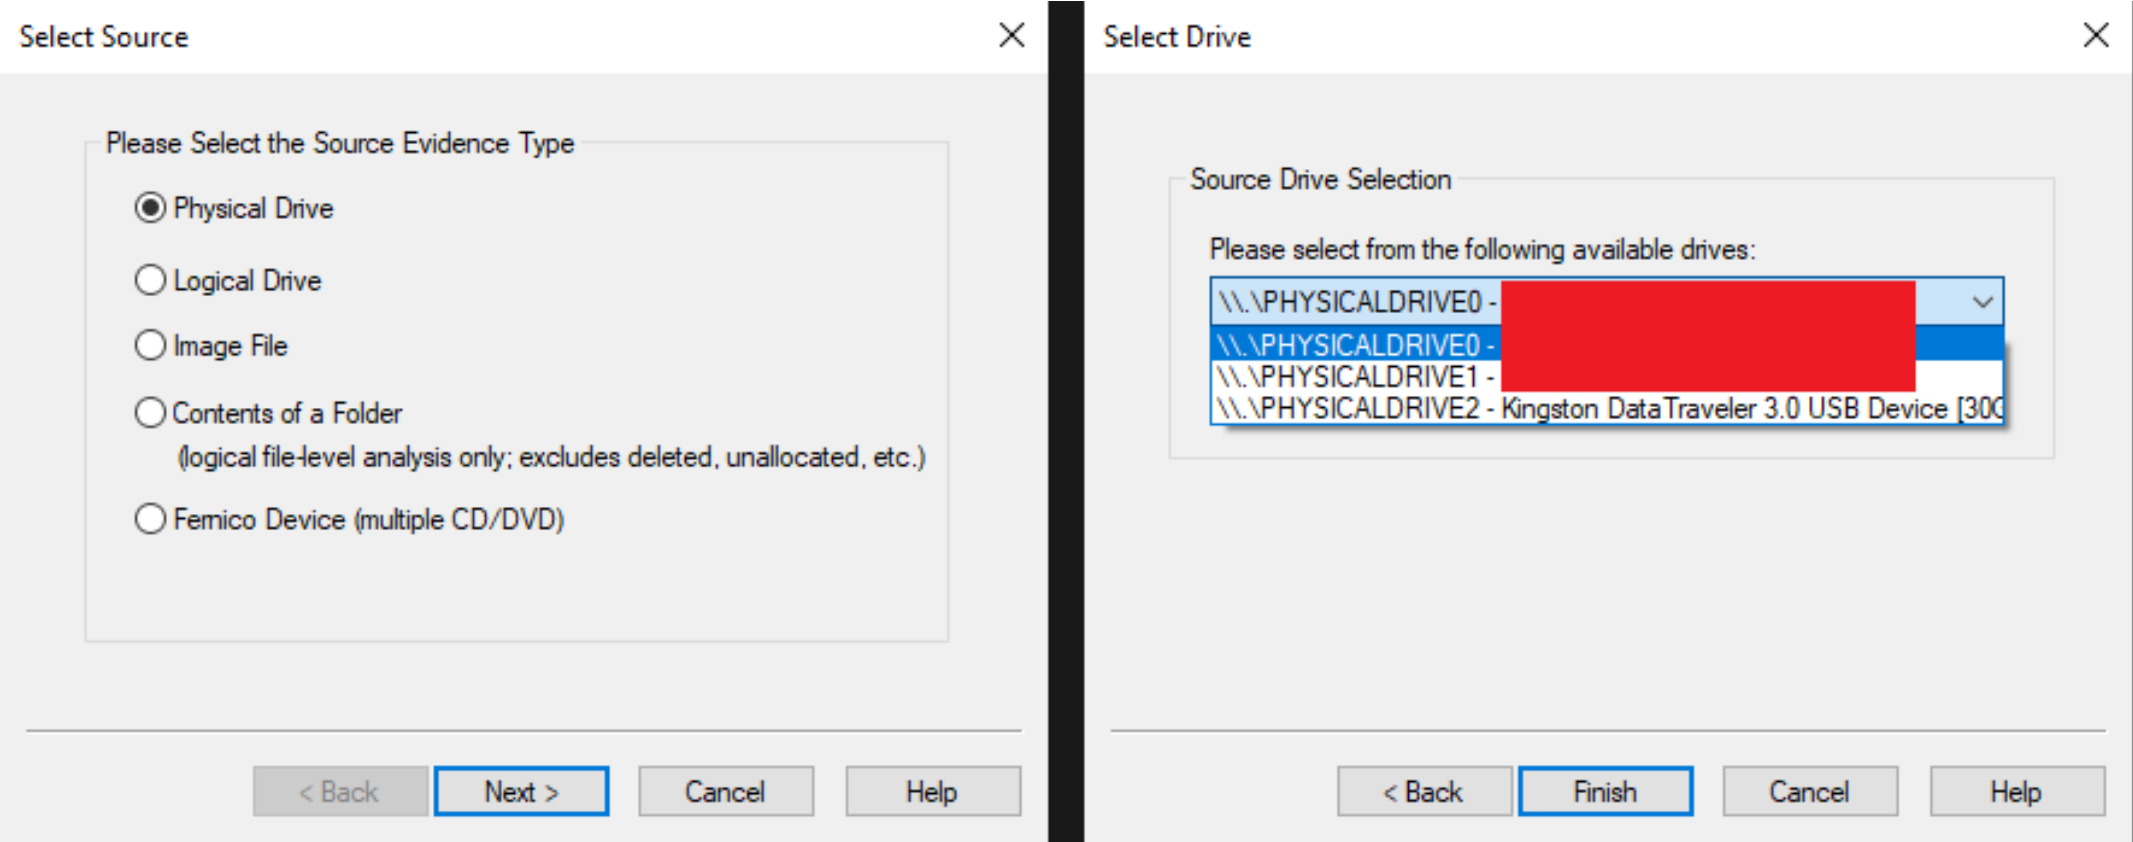 Select Source
Please Select the Source Evidence Type
Physical Drive
Logical Drive
Image File
Contents of a Folder
(logical file-level analysis only; excludes deleted, unallocated, etc.)
Fernico Device (multiple CD/DVD)
< Back
Next >
Cancel
Help
Select Drive
Source Drive Selection
Please select from the following available drives:
\\.\PHYSICALDRIVE0 -
\\.\PHYSICALDRIVE0 -
\\.\PHYSICALDRIVE1 -
\\.\PHYSICALDRIVE2 - Kingston DataTraveler 3.0 USB Device [30G
< Back
Finish
Cancel
Help